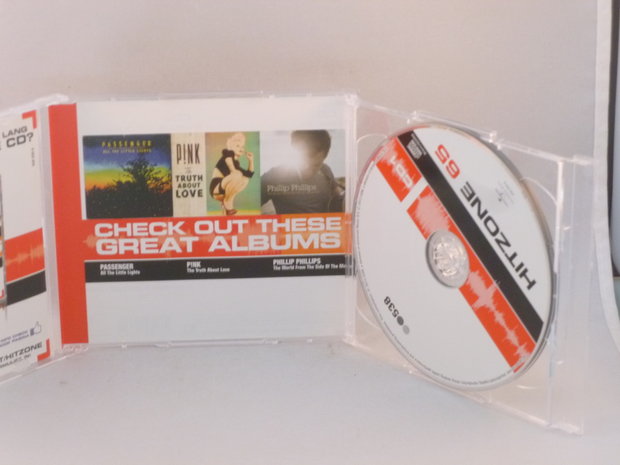 LANG
CD?
T/HITZONE
PASSENGER
ALL THE LITTLE LIGHTS
P!NK
THE
TRUTH
ABOUT
LOVE
Phillip Phillips
CHECK OUT THESE
GREAT ALBUMS
PASSENGER
All The Little Lights
P!NK
The Truth About Love
PHILLIP PHILLIPS
The World From The Side Of The
HITZONE 65
CD1
538